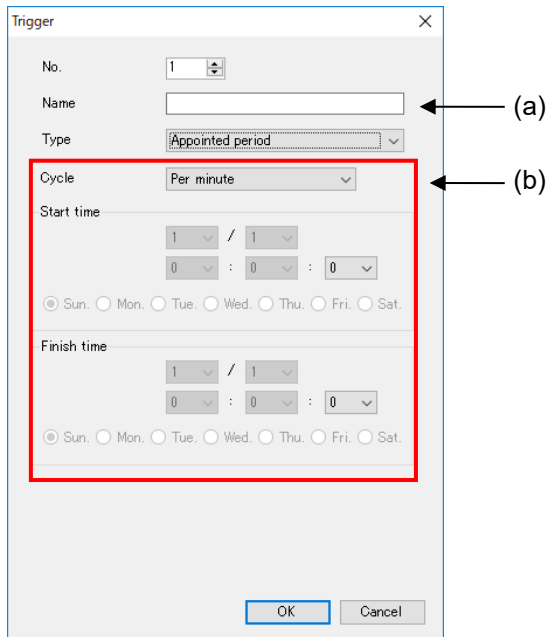 Trigger
No. 1
Name (a)
Type Appointed period
Cycle Per minute (b)
Start time
1 / 1
0 : 0 : 0
Sun. Mon. Tue. Wed. Thu. Fri. Sat.
Finish time
1 / 1
0 : 0 : 0
Sun. Mon. Tue. Wed. Thu. Fri. Sat.
OK Cancel